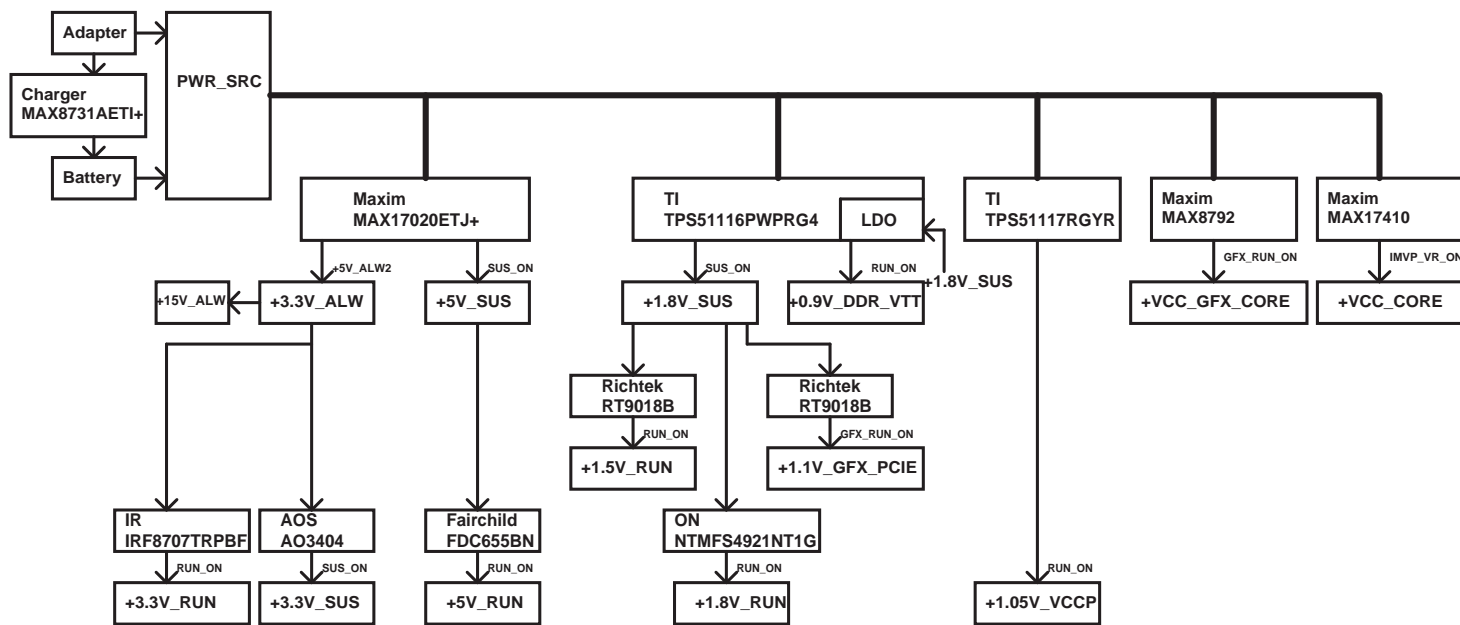 Adapter
PWR_SRC
Charger
MAX8731AETI+
Battery
Maxim
MAX17020ETJ+
TI
TPS51116PWPRG4
LDO
TI
TPS51117RGYR
Maxim
MAX8792
Maxim
MAX17410
+5V_ALW2
SUS_ON
SUS_ON
RUN_ON
+1.8V_SUS
GFX_RUN_ON
IMVP_VR_ON
+15V_ALW
+3.3V_ALW
+5V_SUS
+1.8V_SUS
+0.9V_DDR_VTT
+VCC_GFX_CORE
+VCC_CORE
Richtek
RT9018B
Richtek
RT9018B
RUN_ON
GFX_RUN_ON
+1.5V_RUN
+1.1V_GFX_PCIE
IR
IRF8707TRPBF
AOS
AO3404
Fairchild
FDC655BN
ON
NTMFS4921NT1G
RUN_ON
SUS_ON
RUN_ON
RUN_ON
RUN_ON
+3.3V_RUN
+3.3V_SUS
+5V_RUN
+1.8V_RUN
+1.05V_VCCP